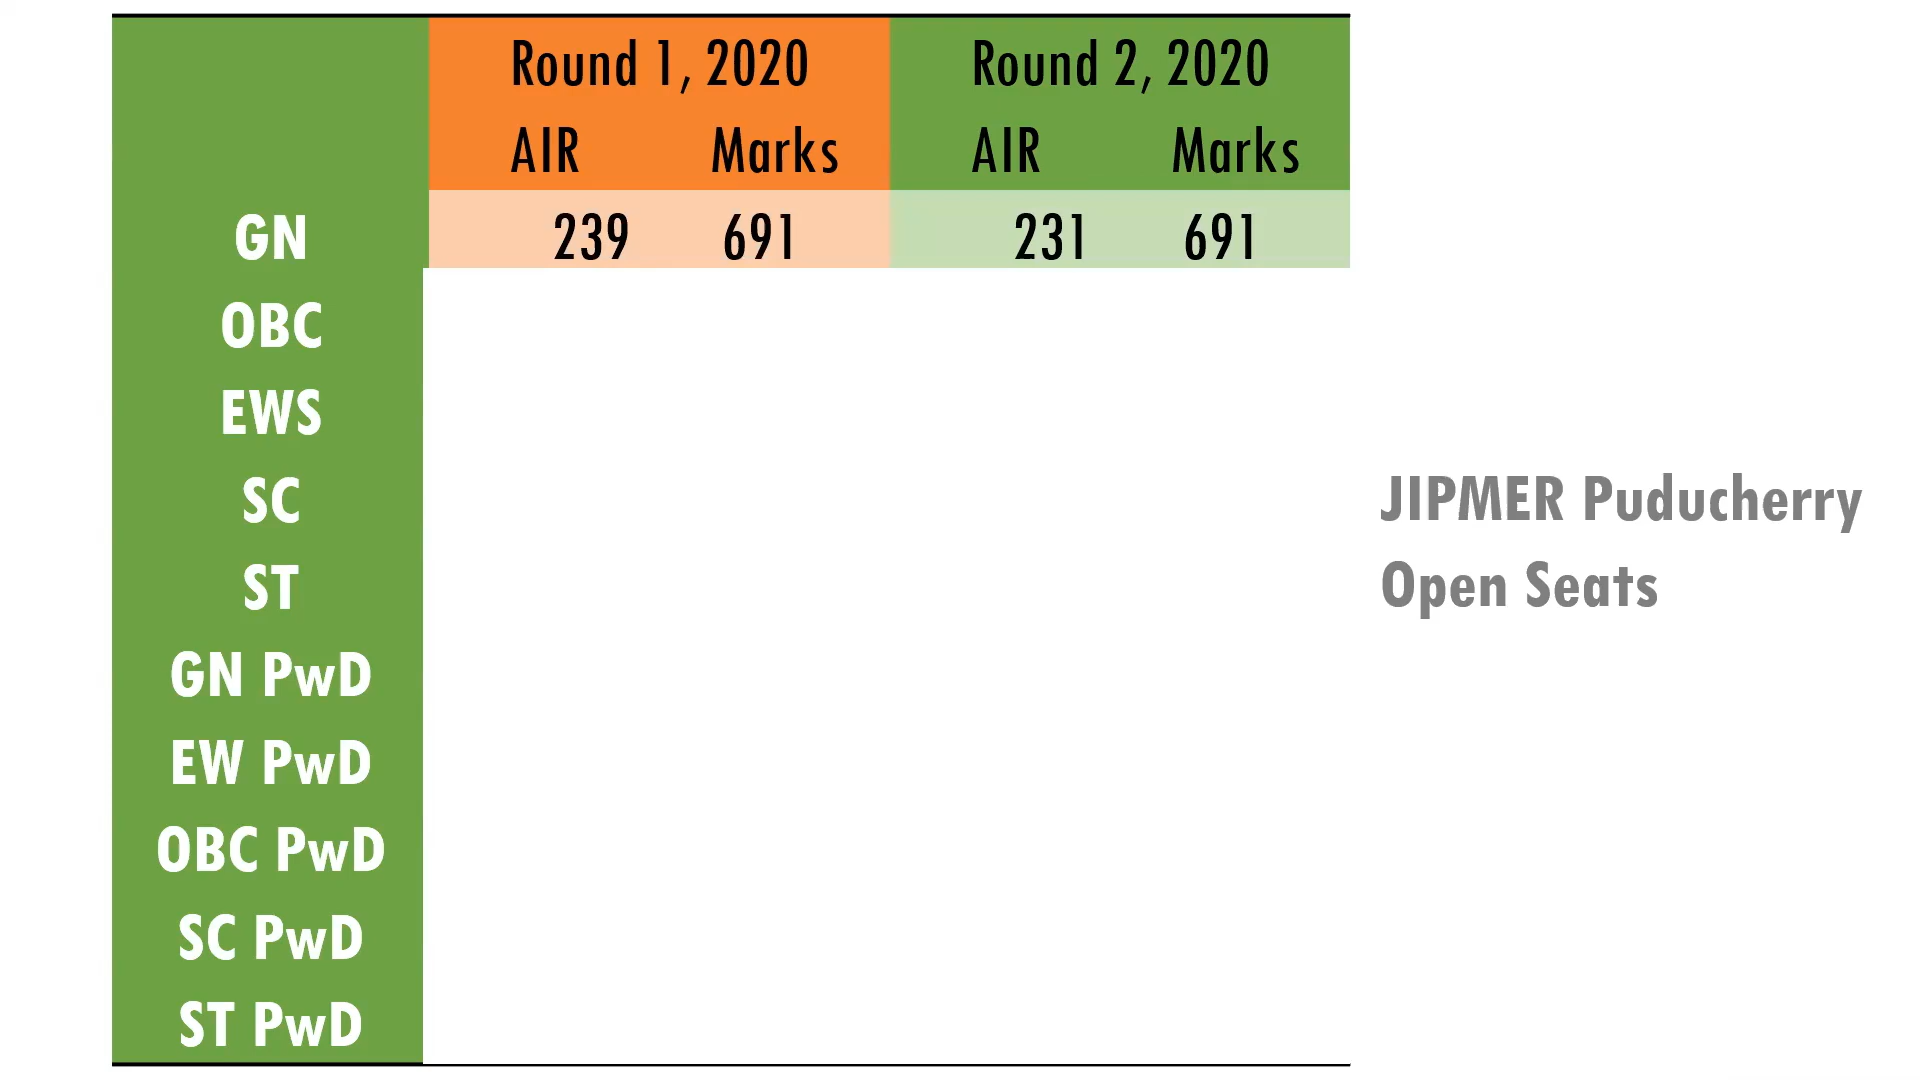 Round 1, 2020 Round 2, 2020
AIR Marks AIR Marks
GN 239 691 231 691
OBC
EWS
SC
ST
GN PwD
EW PwD
OBC PwD
SC PwD
ST PwD
JIPMER Puducherry
Open Seats